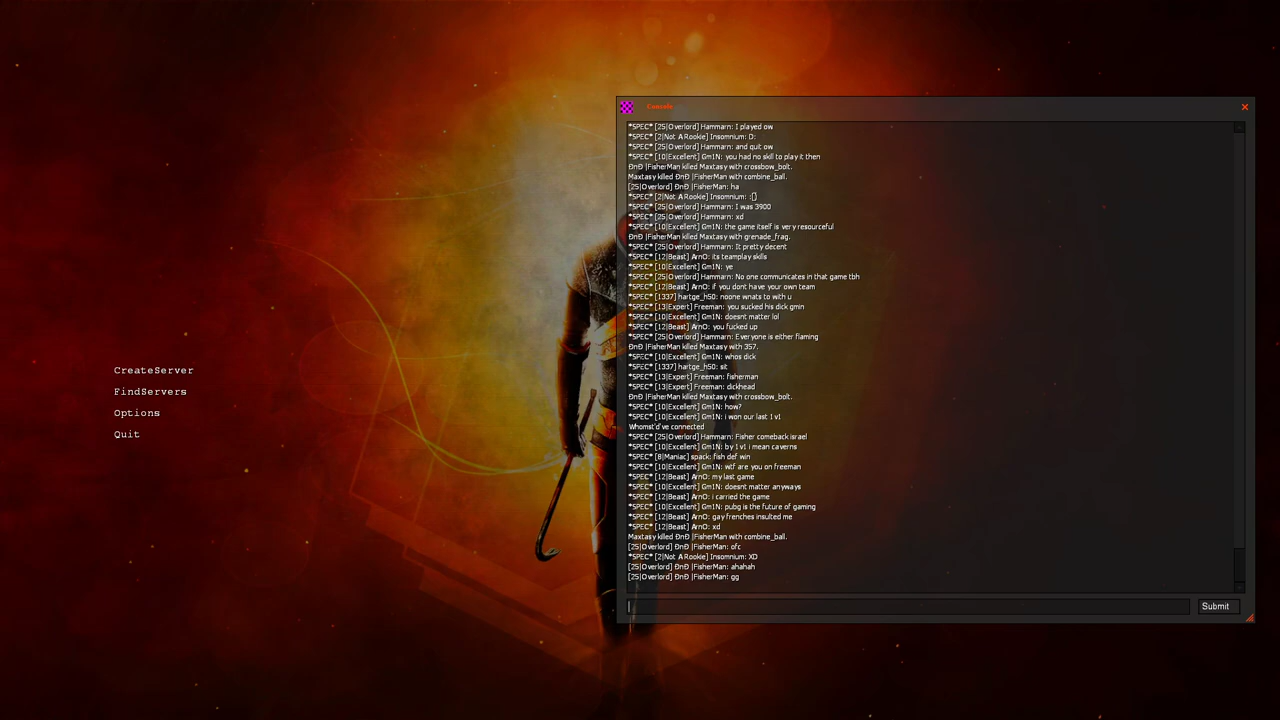 Console
*SPEC* [25|Overlord] Hammarn: I played ow
*SPEC* [2|Not A Rookie] Insomnium: D:
*SPEC* [25|Overlord] Hammarn: and quit ow
*SPEC* [10|Excellent] Gm1N: you had no skill to play it then
ĐnĐ |FisherMan killed Maxtasy with crossbow_bolt.
Maxtasy killed ĐnĐ |FisherMan with combine_ball.
[25|Overlord] ĐnĐ |FisherMan: ha
*SPEC* [2|Not A Rookie] Insomnium: :[]
*SPEC* [25|Overlord] Hammarn: I was 3900
*SPEC* [25|Overlord] Hammarn: xd
*SPEC* [10|Excellent] Gm1N: the game itself is very resourceful
ĐnĐ |FisherMan killed Maxtasy with grenade_frag.
*SPEC* [25|Overlord] Hammarn: It pretty decent
*SPEC* [12|Beast] ArnO: its teamplay skills
*SPEC* [10|Excellent] Gm1N: ye
*SPEC* [25|Overlord] Hammarn: No one communicates in that game tbh
*SPEC* [12|Beast] ArnO: if you dont have your own team
*SPEC* [1337] hartge_h50: noone wnats to with u
*SPEC* [13|Expert] Freeman: you sucked his dick gmin
*SPEC* [10|Excellent] Gm1N: doesnt matter lol
*SPEC* [12|Beast] ArnO: you fucked up
*SPEC* [25|Overlord] Hammarn: Everyone is either flaming
ĐnĐ |FisherMan killed Maxtasy with 357.
*SPEC* [10|Excellent] Gm1N: whos dick
*SPEC* [1337] hartge_h50: sit
*SPEC* [13|Expert] Freeman: fisherman
*SPEC* [13|Expert] Freeman: dickhead
ĐnĐ |FisherMan killed Maxtasy with crossbow_bolt.
*SPEC* [10|Excellent] Gm1N: how?
*SPEC* [10|Excellent] Gm1N: i won our last 1v1
Whomst'd've connected
*SPEC* [25|Overlord] Hammarn: Fisher comeback israel
*SPEC* [10|Excellent] Gm1N: by 1v1 i mean caverns
*SPEC* [8|Maniac] spack: fish def win
*SPEC* [10|Excellent] Gm1N: wtf are you on freeman
*SPEC* [12|Beast] ArnO: my last game
*SPEC* [10|Excellent] Gm1N: doesnt matter anyways
*SPEC* [12|Beast] ArnO: i carried the game
*SPEC* [10|Excellent] Gm1N: pubg is the future of gaming
*SPEC* [12|Beast] ArnO: gay frenches insulted me
*SPEC* [12|Beast] ArnO: xd
Maxtasy killed ĐnĐ |FisherMan with combine_ball.
[25|Overlord] ĐnĐ |FisherMan: ofc
*SPEC* [2|Not A Rookie] Insomnium: XD
[25|Overlord] ĐnĐ |FisherMan: ahahah
[25|Overlord] ĐnĐ |FisherMan: gg
Submit
CreateServer
FindServers
Options
Quit